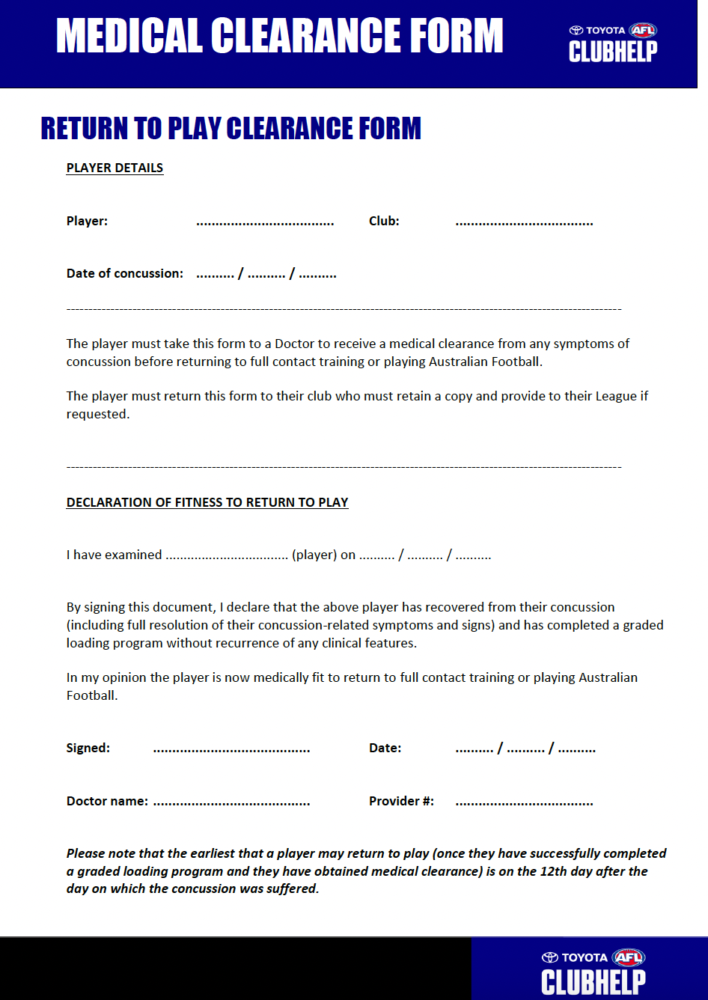 MEDICAL CLEARANCE FORM
TOYOTA AFL
CLUBHELP
RETURN TO PLAY CLEARANCE FORM
PLAYER DETAILS
Player: .................................... Club: ....................................
Date of concussion: .......... / .......... / ..........
--------------------------------------------------------------------------------------------------------------------------------
The player must take this form to a Doctor to receive a medical clearance from any symptoms of
concussion before returning to full contact training or playing Australian Football.
The player must return this form to their club who must retain a copy and provide to their League if
requested.
--------------------------------------------------------------------------------------------------------------------------------
DECLARATION OF FITNESS TO RETURN TO PLAY
I have examined .................................. (player) on .......... / .......... / ..........
By signing this document, I declare that the above player has recovered from their concussion
(including full resolution of their concussion-related symptoms and signs) and has completed a graded
loading program without recurrence of any clinical features.
In my opinion the player is now medically fit to return to full contact training or playing Australian
Football.
Signed: ......................................... Date: .......... / .......... / ..........
Doctor name: ......................................... Provider #: ....................................
Please note that the earliest that a player may return to play (once they have successfully completed
a graded loading program and they have obtained medical clearance) is on the 12th day after the
day on which the concussion was suffered.
TOYOTA AFL
CLUBHELP